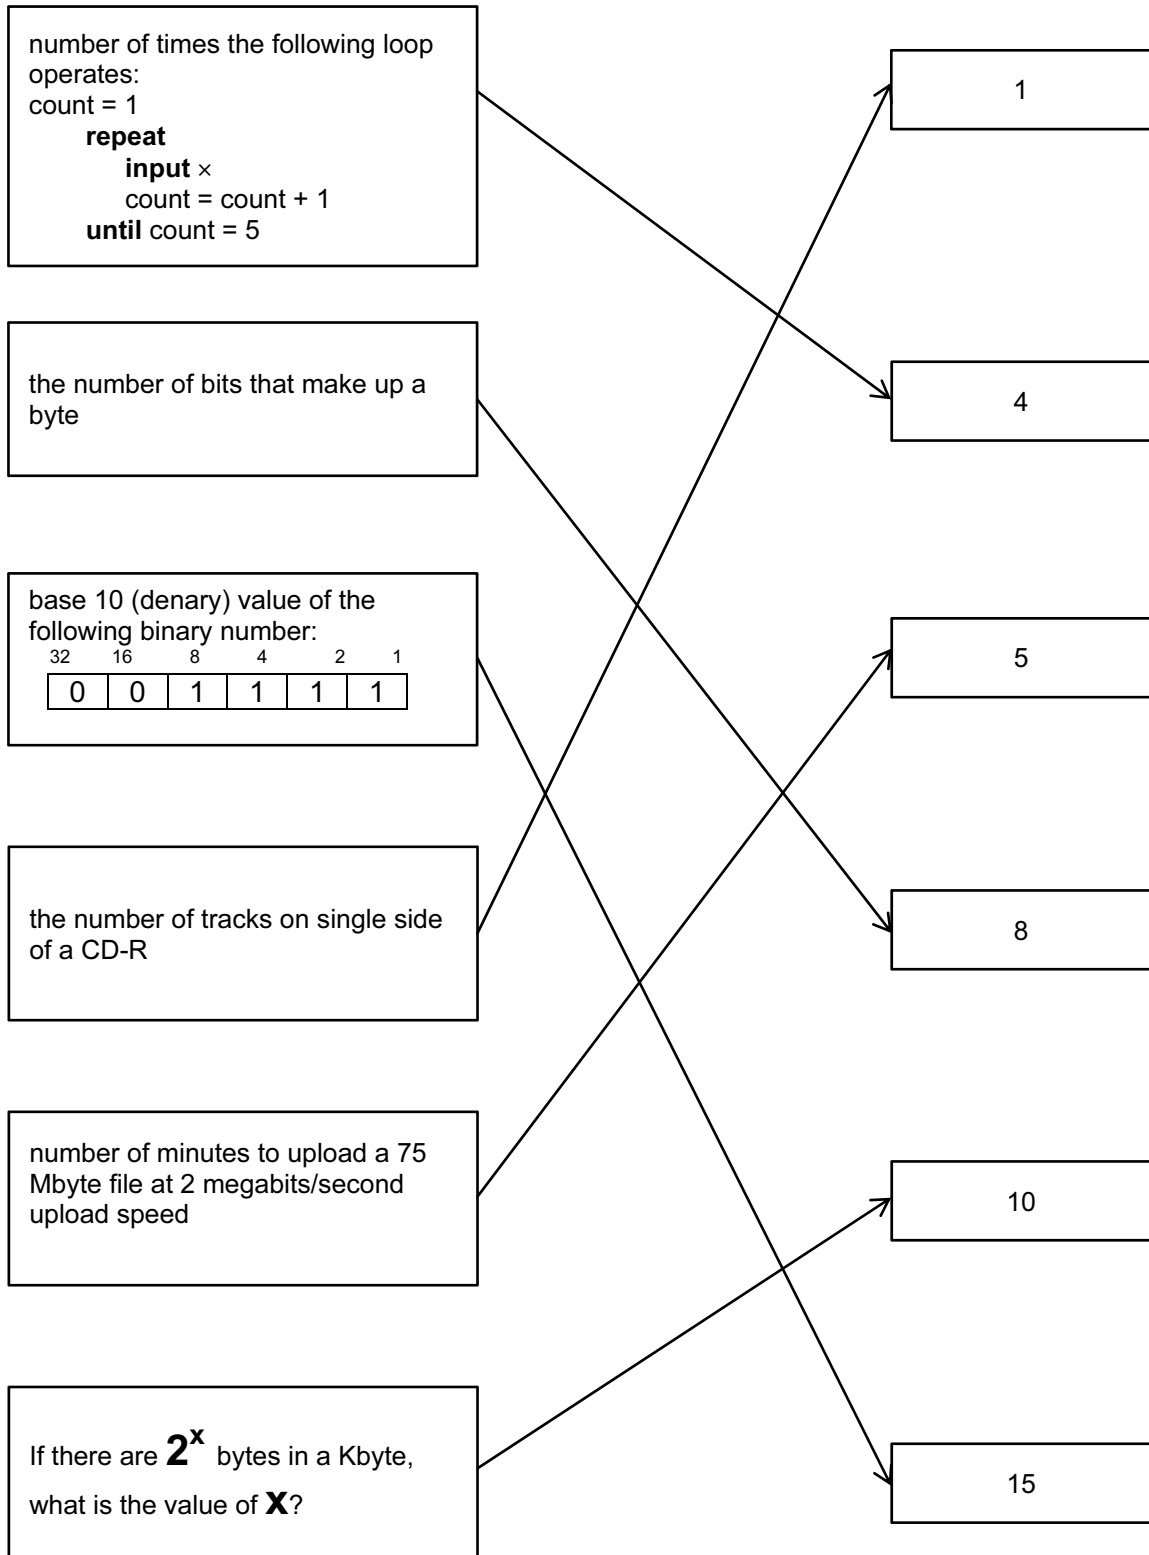 number of times the following loop
operates:
count = 1
repeat
input ×
count = count + 1
until count = 5
1
the number of bits that make up a
byte
4
base 10 (denary) value of the
following binary number:
32 16 8 4 2 1
0 0 1 1 1 1
5
the number of tracks on single side
of a CD-R
8
number of minutes to upload a 75
Mbyte file at 2 megabits/second
upload speed
10
If there are 2^x bytes in a Kbyte,
what is the value of x?
15